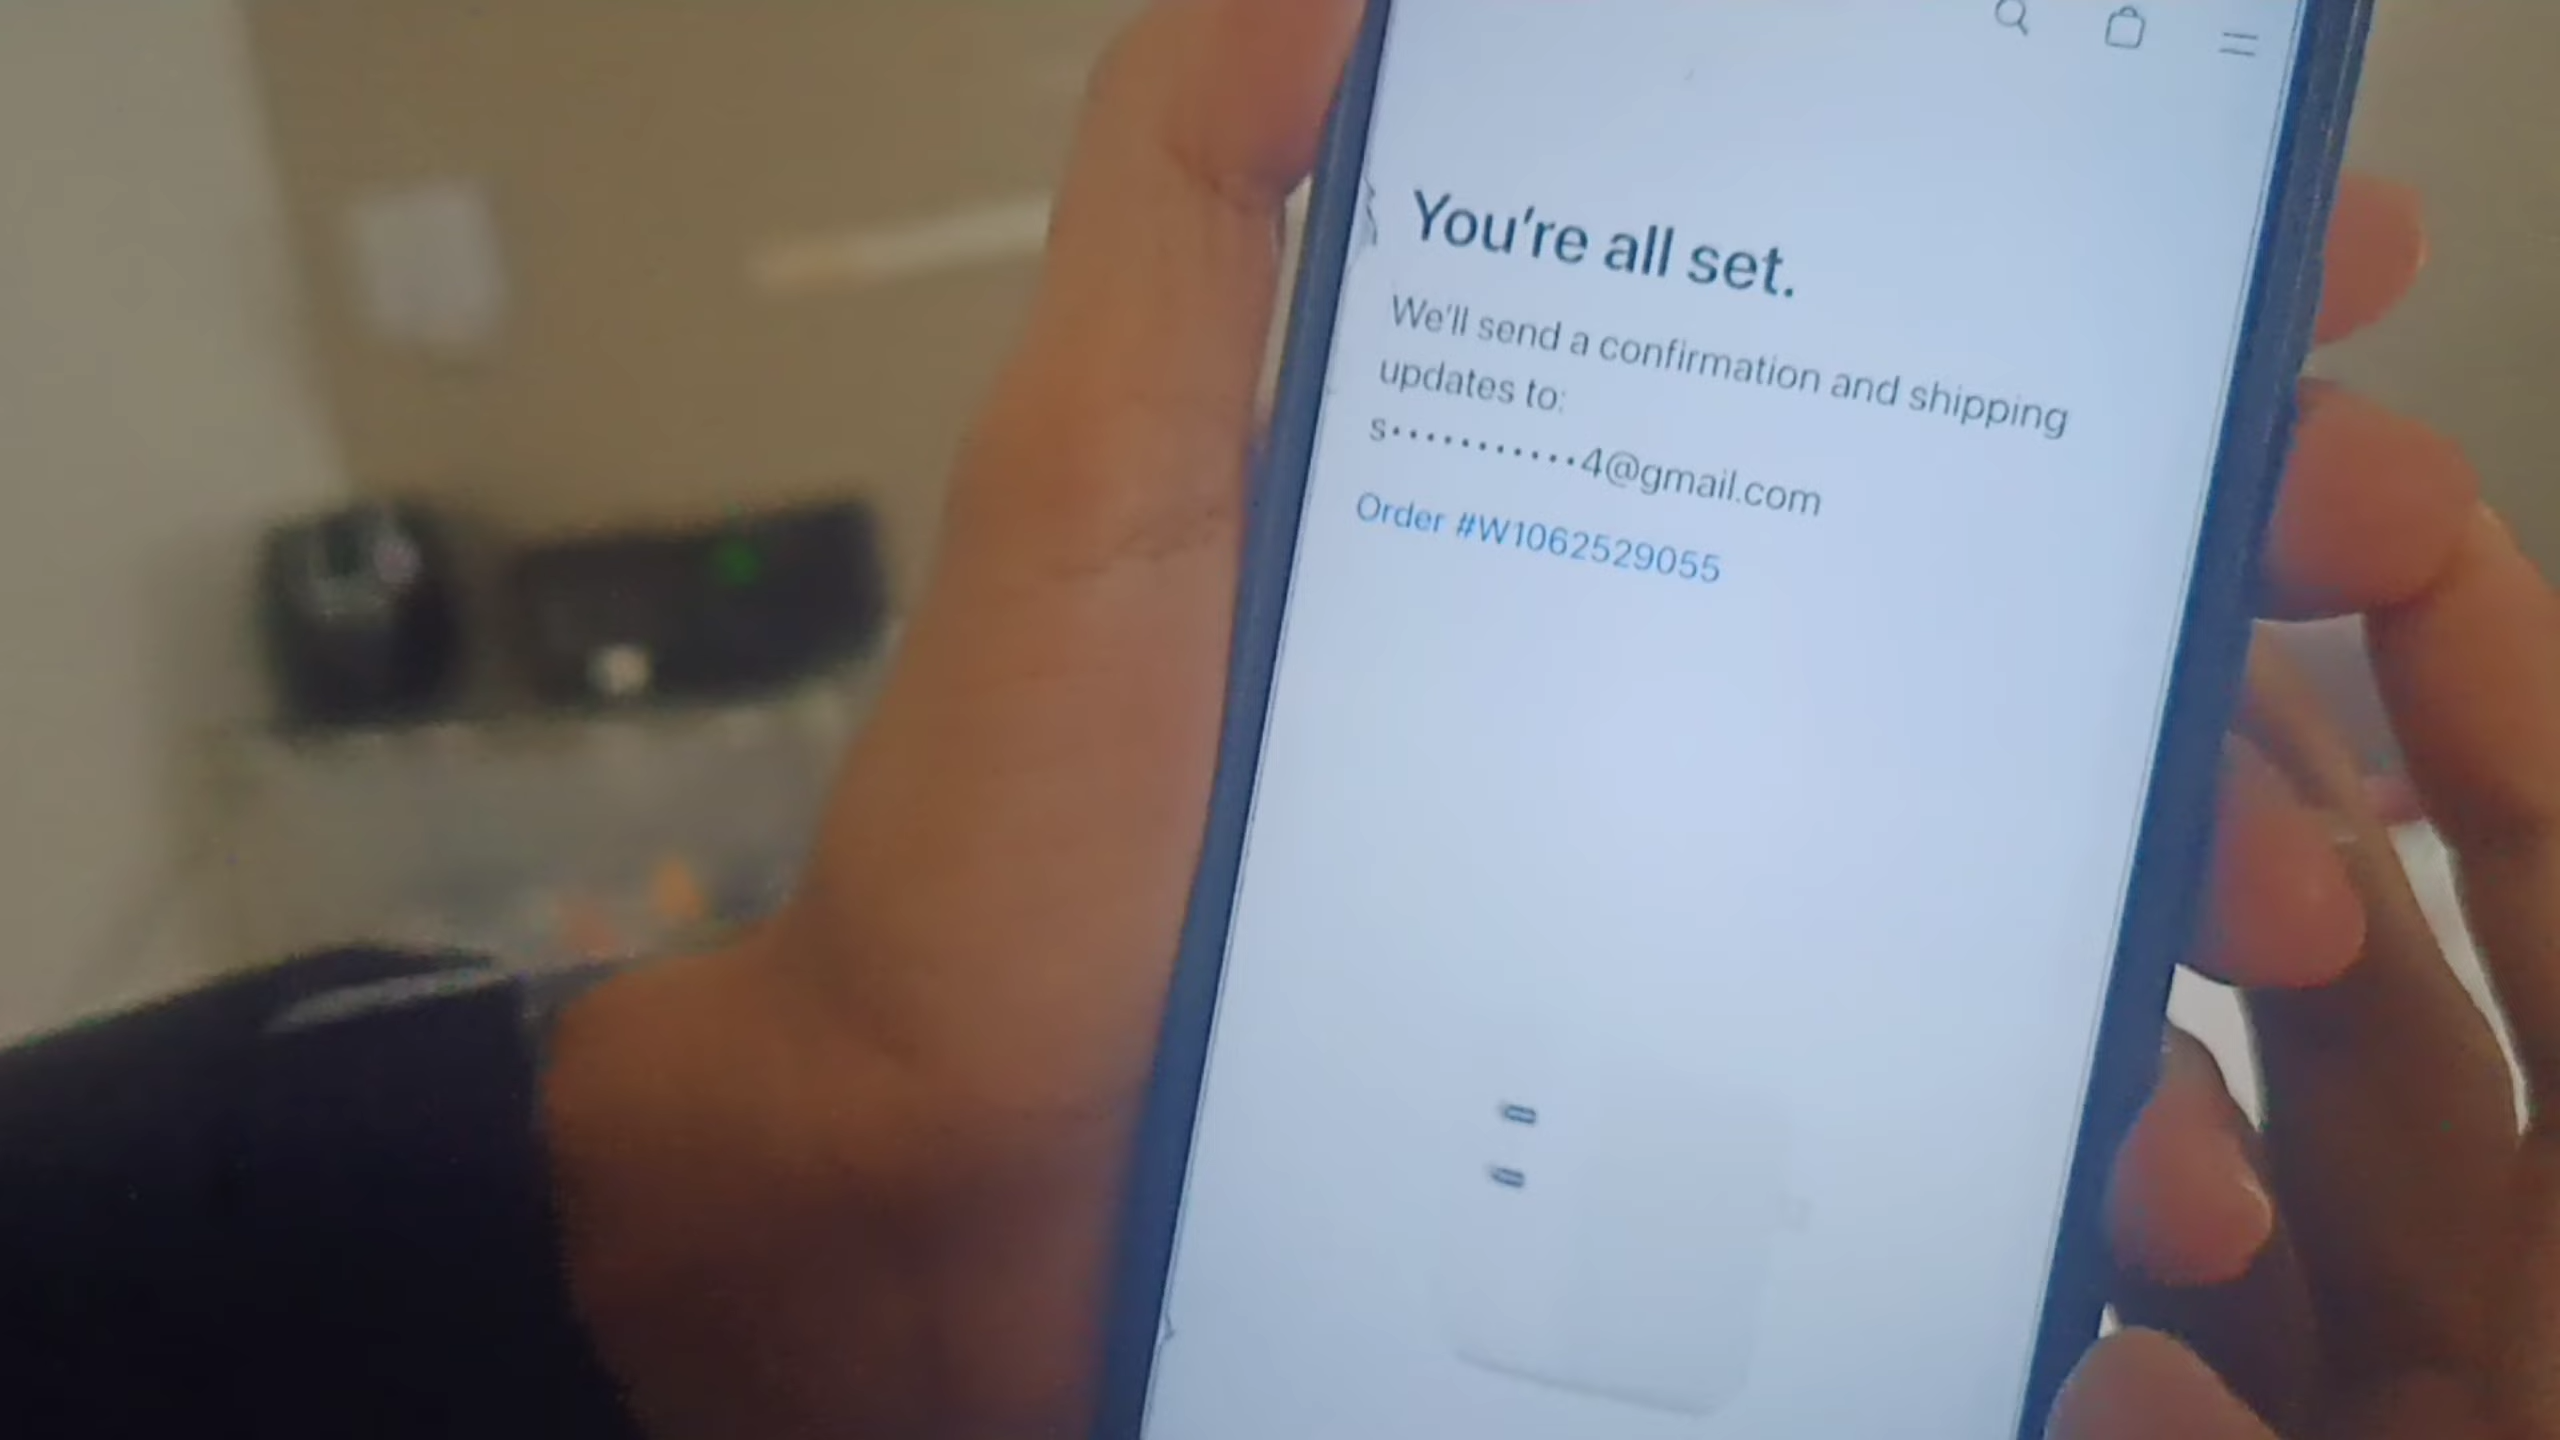 You're all set.
We'll send a confirmation and shipping
updates to:
s···········4@gmail.com
Order #W1062529055